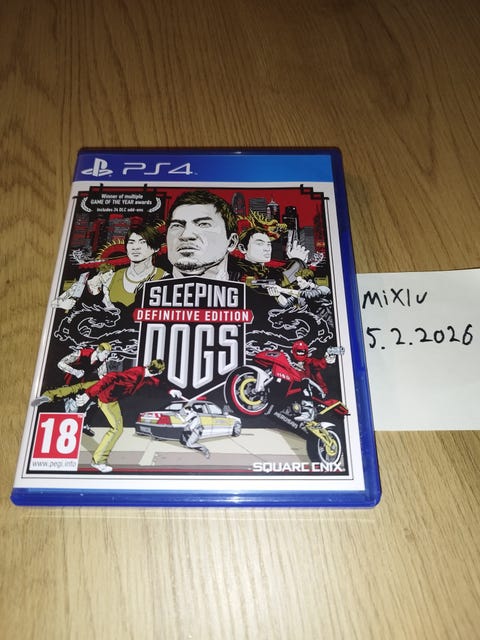 PS4
Winner of multiple
GAME OF THE YEAR awards
Includes 24 DLC add-ons
SLEEPING
DEFINITIVE EDITION
DOGS
18
www.pegi.info
SQUARE ENIX
MiXlu
5.2.2026